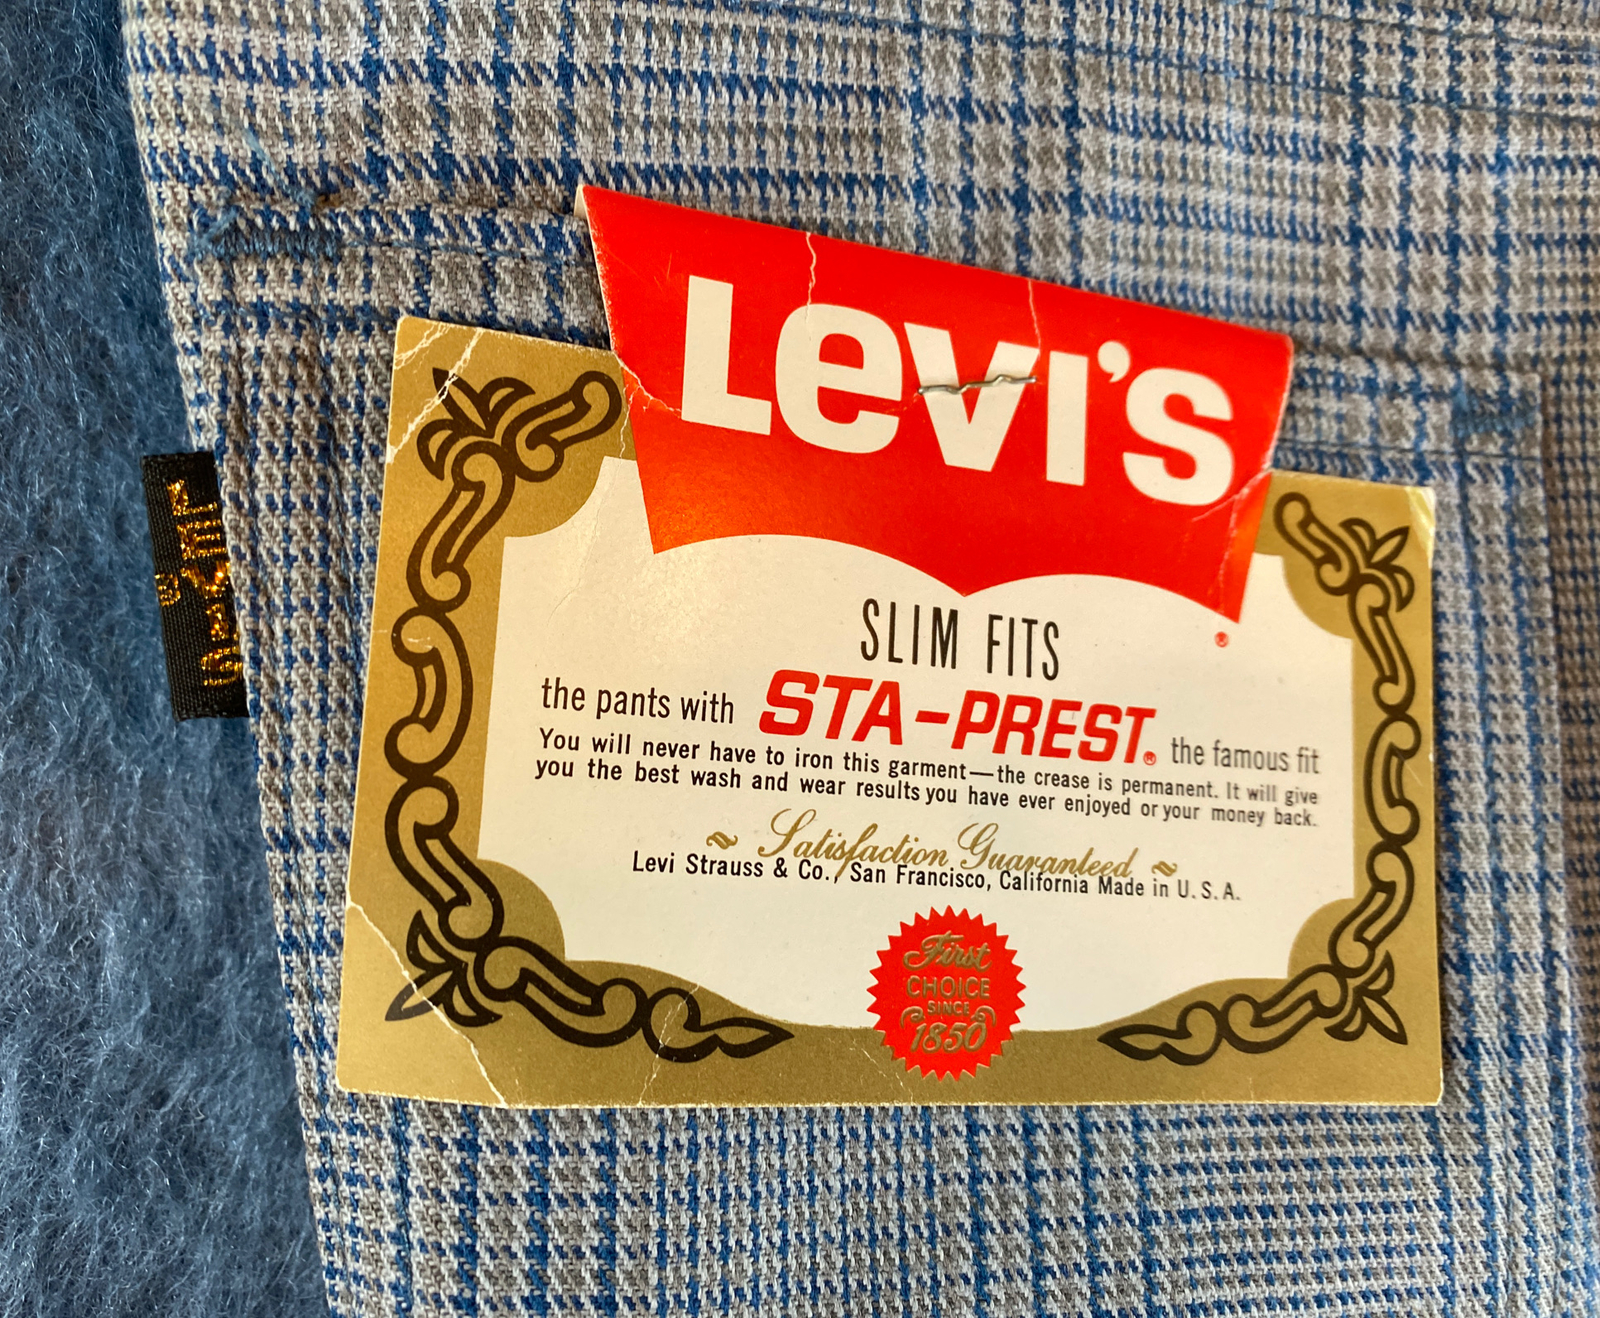 Levi's
®
SLIM FITS
the pants with STA-PREST® the famous fit
You will never have to iron this garment—the crease is permanent. It will give
you the best wash and wear results you have ever enjoyed or your money back.
Satisfaction Guaranteed
Levi Strauss & Co., San Francisco, California Made in U.S.A.
First
CHOICE
SINCE
1850
LEVI'S
®